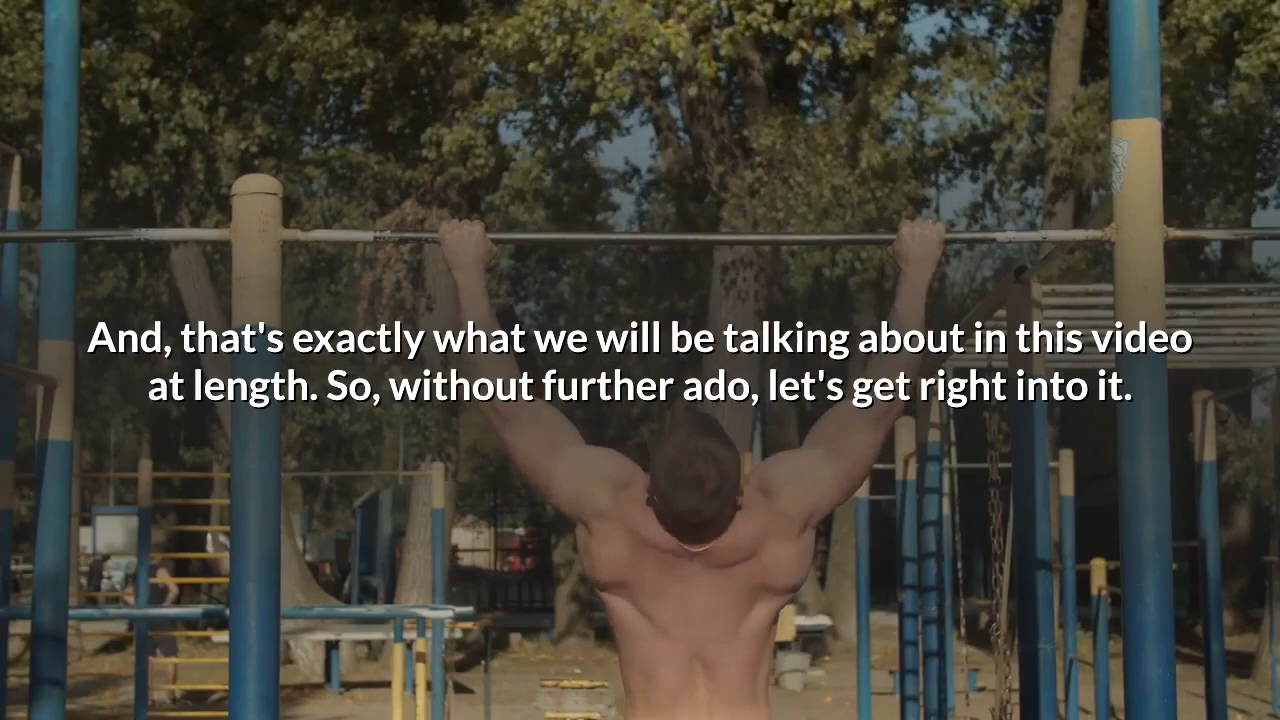 And, that's exactly what we will be talking about in this video
at length. So, without further ado, let's get right into it.